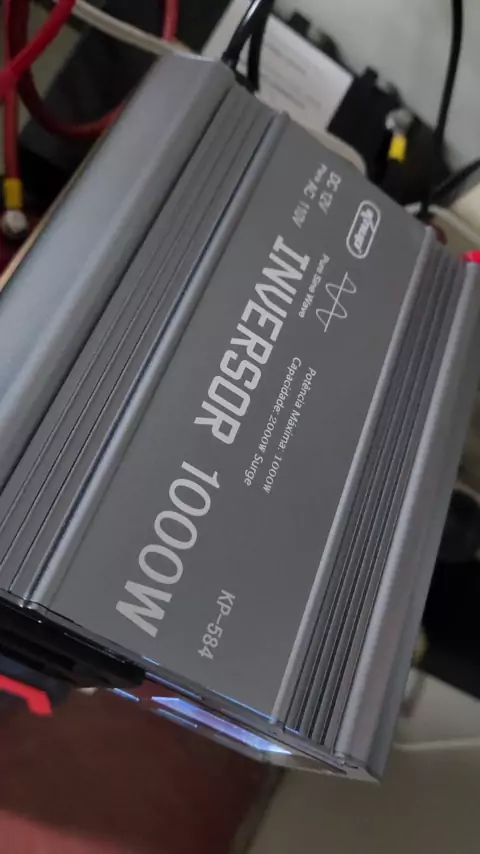 Knup
DC 12V
Para AC 110V
Pure Sine Wave
INVERSOR 1000W
Potência Máxima: 1000W
Capacidade: 2000W Surge
KP-584